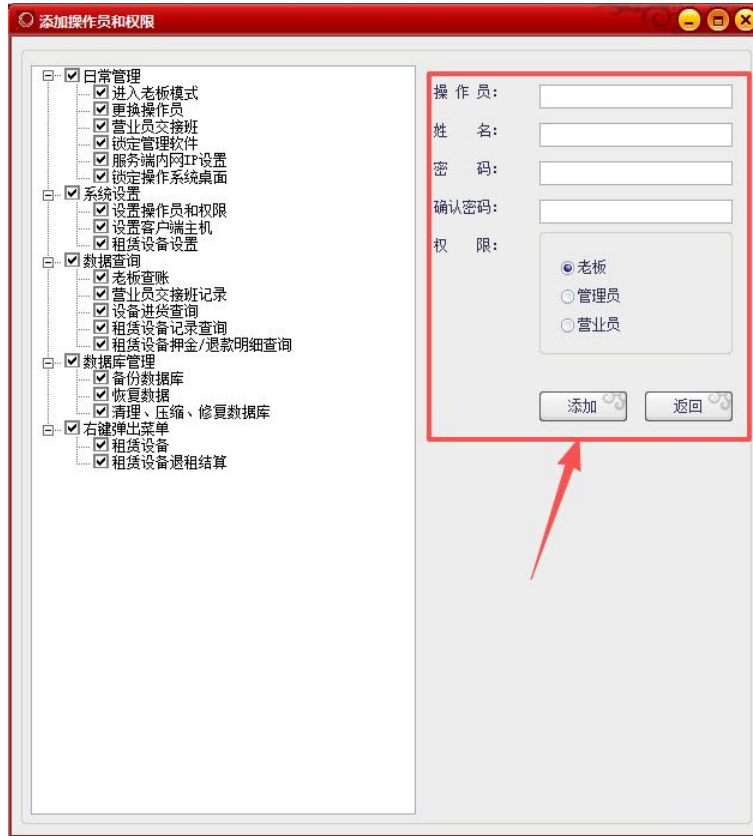 添加操作员和权限
日常管理
进入老板模式
更换操作员
营业员交接班
锁定管理软件
服务端内网IP设置
锁定操作系统桌面
系统设置
设置操作员和权限
设置客户端主机
租赁设备设置
数据查询
老板查账
营业员交接班记录
设备进货查询
租赁设备记录查询
租赁设备押金/退款明细查询
数据库管理
备份数据库
恢复数据
清理、压缩、修复数据库
右键弹出菜单
租赁设备
租赁设备退租结算
操 作 员：
姓 名：
密 码：
确认密码：
权 限：
老板
管理员
营业员
添加 返回